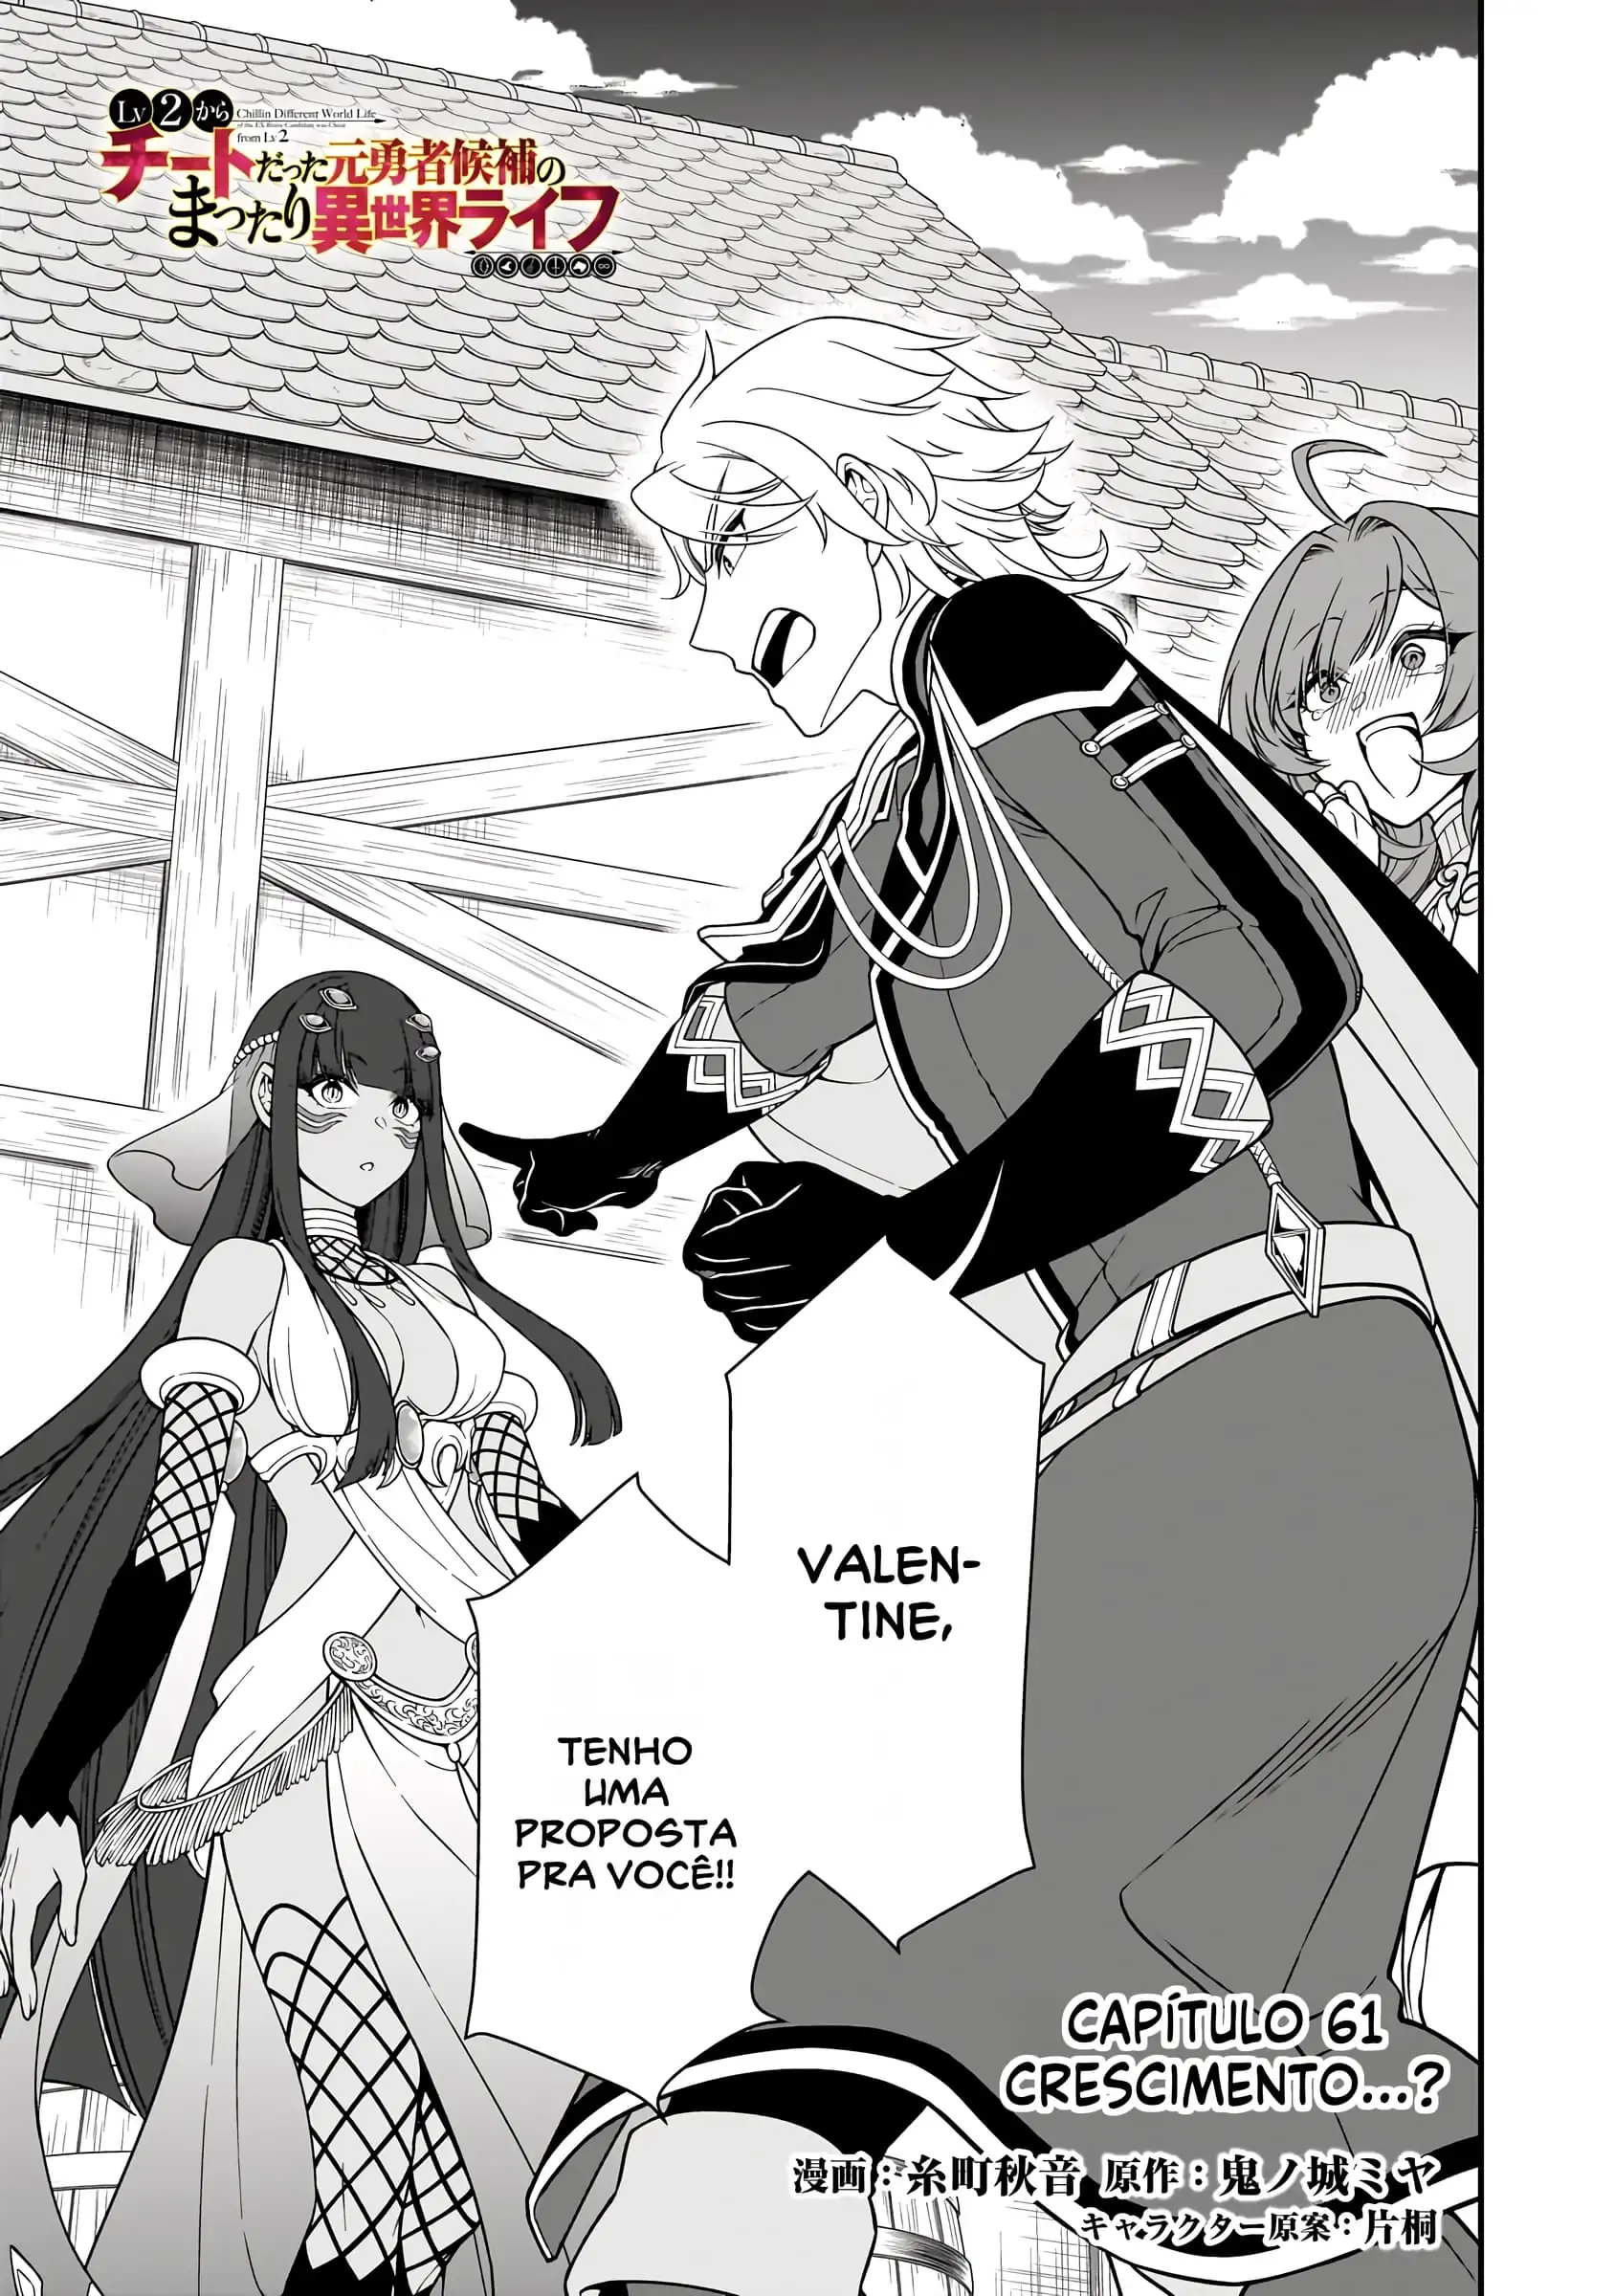 Lv2から
Chillin Different World Life
of the EX-Brave Candidate was Cheat
from Lv2
チートだった元勇者候補の
まったり異世界ライフ
VALEN-
TINE,
TENHO
UMA
PROPOSTA
PRA VOCÊ!!
CAPÍTULO 61
CRESCIMENTO...?
漫画：糸町秋音 原作：鬼ノ城ミヤ
キャラクター原案：片桐